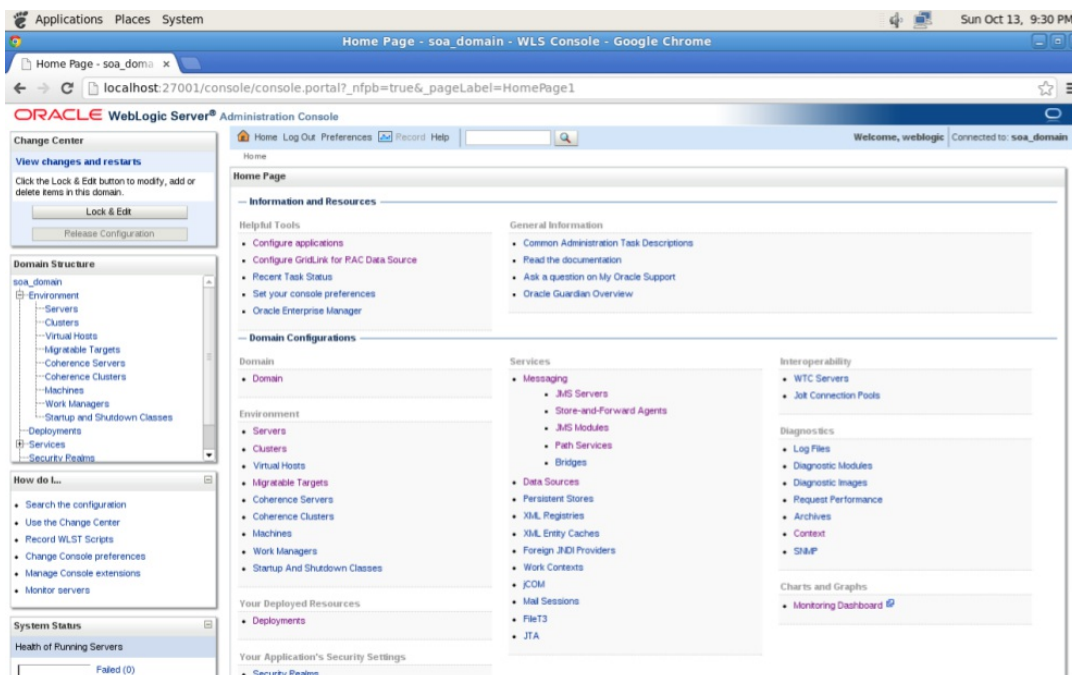 Applications Places System
Sun Oct 13, 9:30 PM
Home Page - soa_domain - WLS Console - Google Chrome
Home Page - soa_doma ×
localhost:27001/console/console.portal?_nfpb=true&_pageLabel=HomePage1
ORACLE WebLogic Server® Administration Console
Change Center
View changes and restarts
Click the Lock & Edit button to modify, add or
delete items in this domain.
Lock & Edit
Release Configuration
Domain Structure
soa_domain
Environment
Servers
Clusters
Virtual Hosts
Migratable Targets
Coherence Servers
Coherence Clusters
Machines
Work Managers
Startup and Shutdown Classes
Deployments
Services
Security Realms
How do I...
Search the configuration
Use the Change Center
Record WLST Scripts
Change Console preferences
Manage Console extensions
Monitor servers
System Status
Health of Running Servers
Failed (0)
Home Log Out Preferences Record Help
Welcome, weblogic
Connected to: soa_domain
Home
Home Page
Information and Resources
Helpful Tools
Configure applications
Configure GridLink for RAC Data Source
Recent Task Status
Set your console preferences
Oracle Enterprise Manager
General Information
Common Administration Task Descriptions
Read the documentation
Ask a question on My Oracle Support
Oracle Guardian Overview
Domain Configurations
Domain
Domain
Environment
Servers
Clusters
Virtual Hosts
Migratable Targets
Coherence Servers
Coherence Clusters
Machines
Work Managers
Startup And Shutdown Classes
Your Deployed Resources
Deployments
Your Application's Security Settings
Security Realms
Services
Messaging
JMS Servers
Store-and-Forward Agents
JMS Modules
Path Services
Bridges
Data Sources
Persistent Stores
XML Registries
XML Entity Caches
Foreign JNDI Providers
Work Contexts
jCOM
Mail Sessions
FileT3
JTA
Interoperability
WTC Servers
Jolt Connection Pools
Diagnostics
Log Files
Diagnostic Modules
Diagnostic Images
Request Performance
Archives
Context
SNMP
Charts and Graphs
Monitoring Dashboard